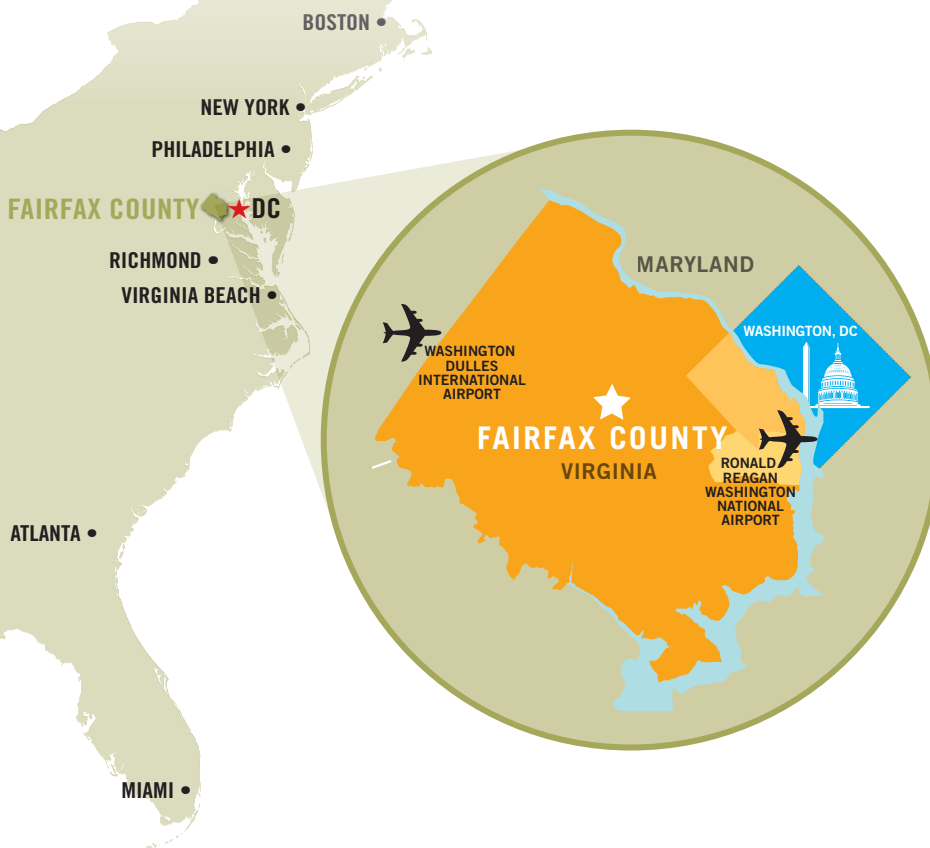 BOSTON
NEW YORK
PHILADELPHIA
FAIRFAX COUNTY
DC
RICHMOND
VIRGINIA BEACH
ATLANTA
MIAMI
MARYLAND
WASHINGTON, DC
WASHINGTON
DULLES
INTERNATIONAL
AIRPORT
FAIRFAX COUNTY
VIRGINIA
RONALD
REAGAN
WASHINGTON
NATIONAL
AIRPORT